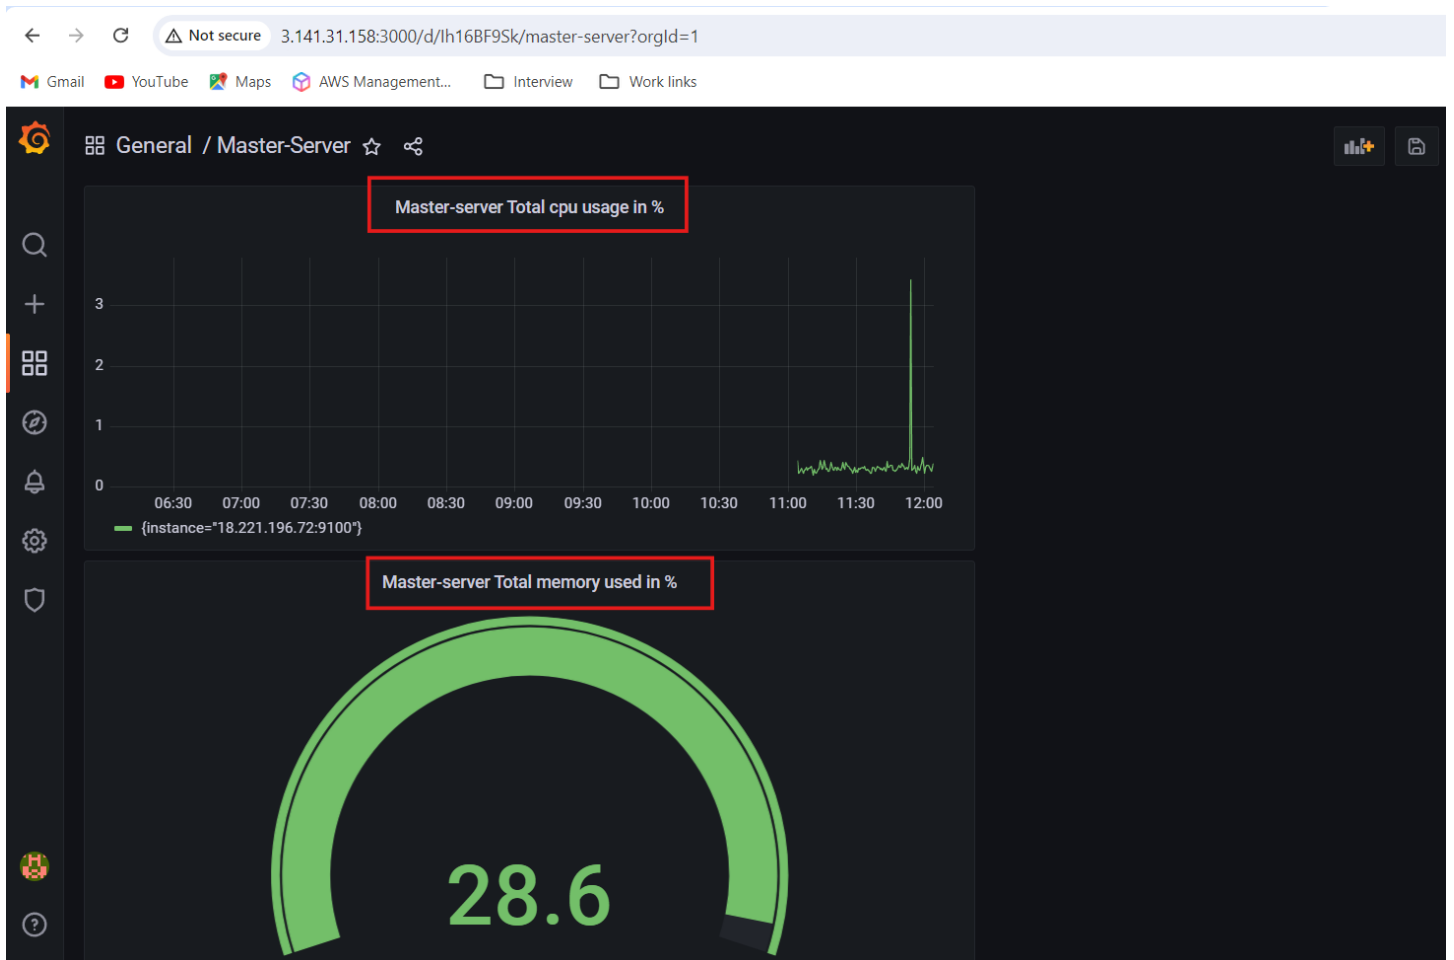 Not secure 3.141.31.158:3000/d/Ih16BF9Sk/master-server?orgId=1
Gmail YouTube Maps AWS Management... Interview Work links
General / Master-Server
Master-server Total cpu usage in %
3
2
1
0
06:30 07:00 07:30 08:00 08:30 09:00 09:30 10:00 10:30 11:00 11:30 12:00
{instance="18.221.196.72:9100"}
Master-server Total memory used in %
28.6